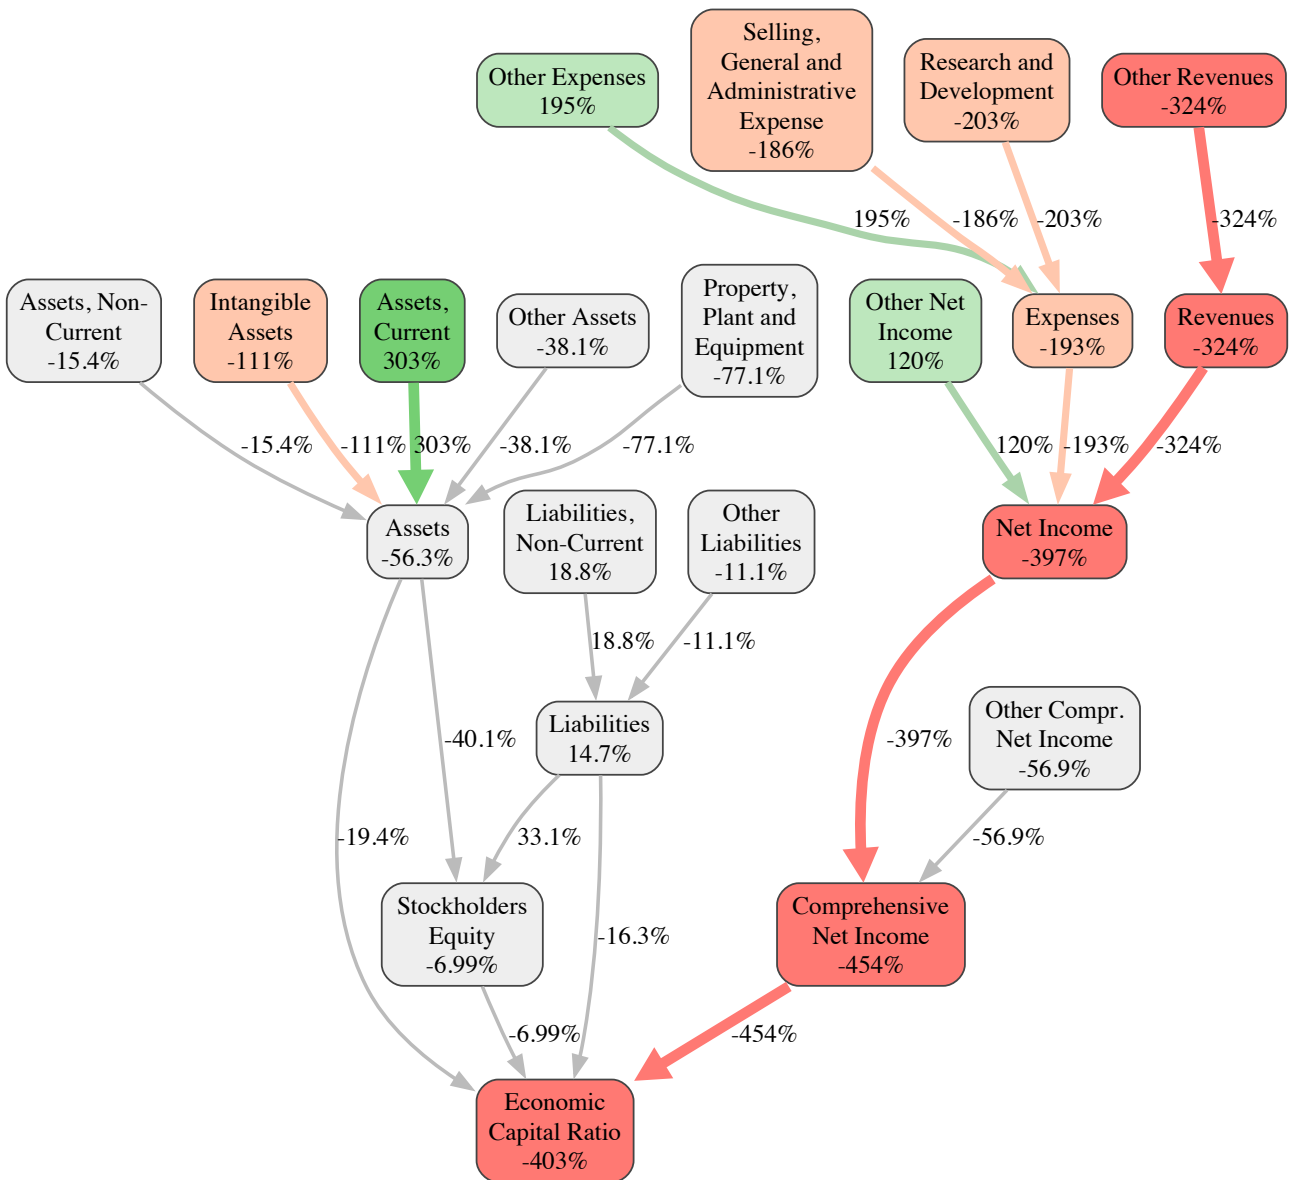 Selling,
General and
Administrative
Expense
-186%
Other Expenses
195%
Research and
Development
-203%
Other Revenues
-324%
195%
-186%
-203%
-324%
Assets, Non-
Current
-15.4%
Intangible
Assets
-111%
Assets,
Current
303%
Other Assets
-38.1%
Property,
Plant and
Equipment
-77.1%
Other Net
Income
120%
Expenses
-193%
Revenues
-324%
-15.4%
-111%
303%
-38.1%
-77.1%
120%
-193%
-324%
Assets
-56.3%
Liabilities,
Non-Current
18.8%
Other
Liabilities
-11.1%
Net Income
-397%
18.8%
-11.1%
-40.1%
Liabilities
14.7%
-397%
Other Compr.
Net Income
-56.9%
-19.4%
33.1%
-56.9%
Stockholders
Equity
-6.99%
-16.3%
Comprehensive
Net Income
-454%
-6.99%
-454%
Economic
Capital Ratio
-403%